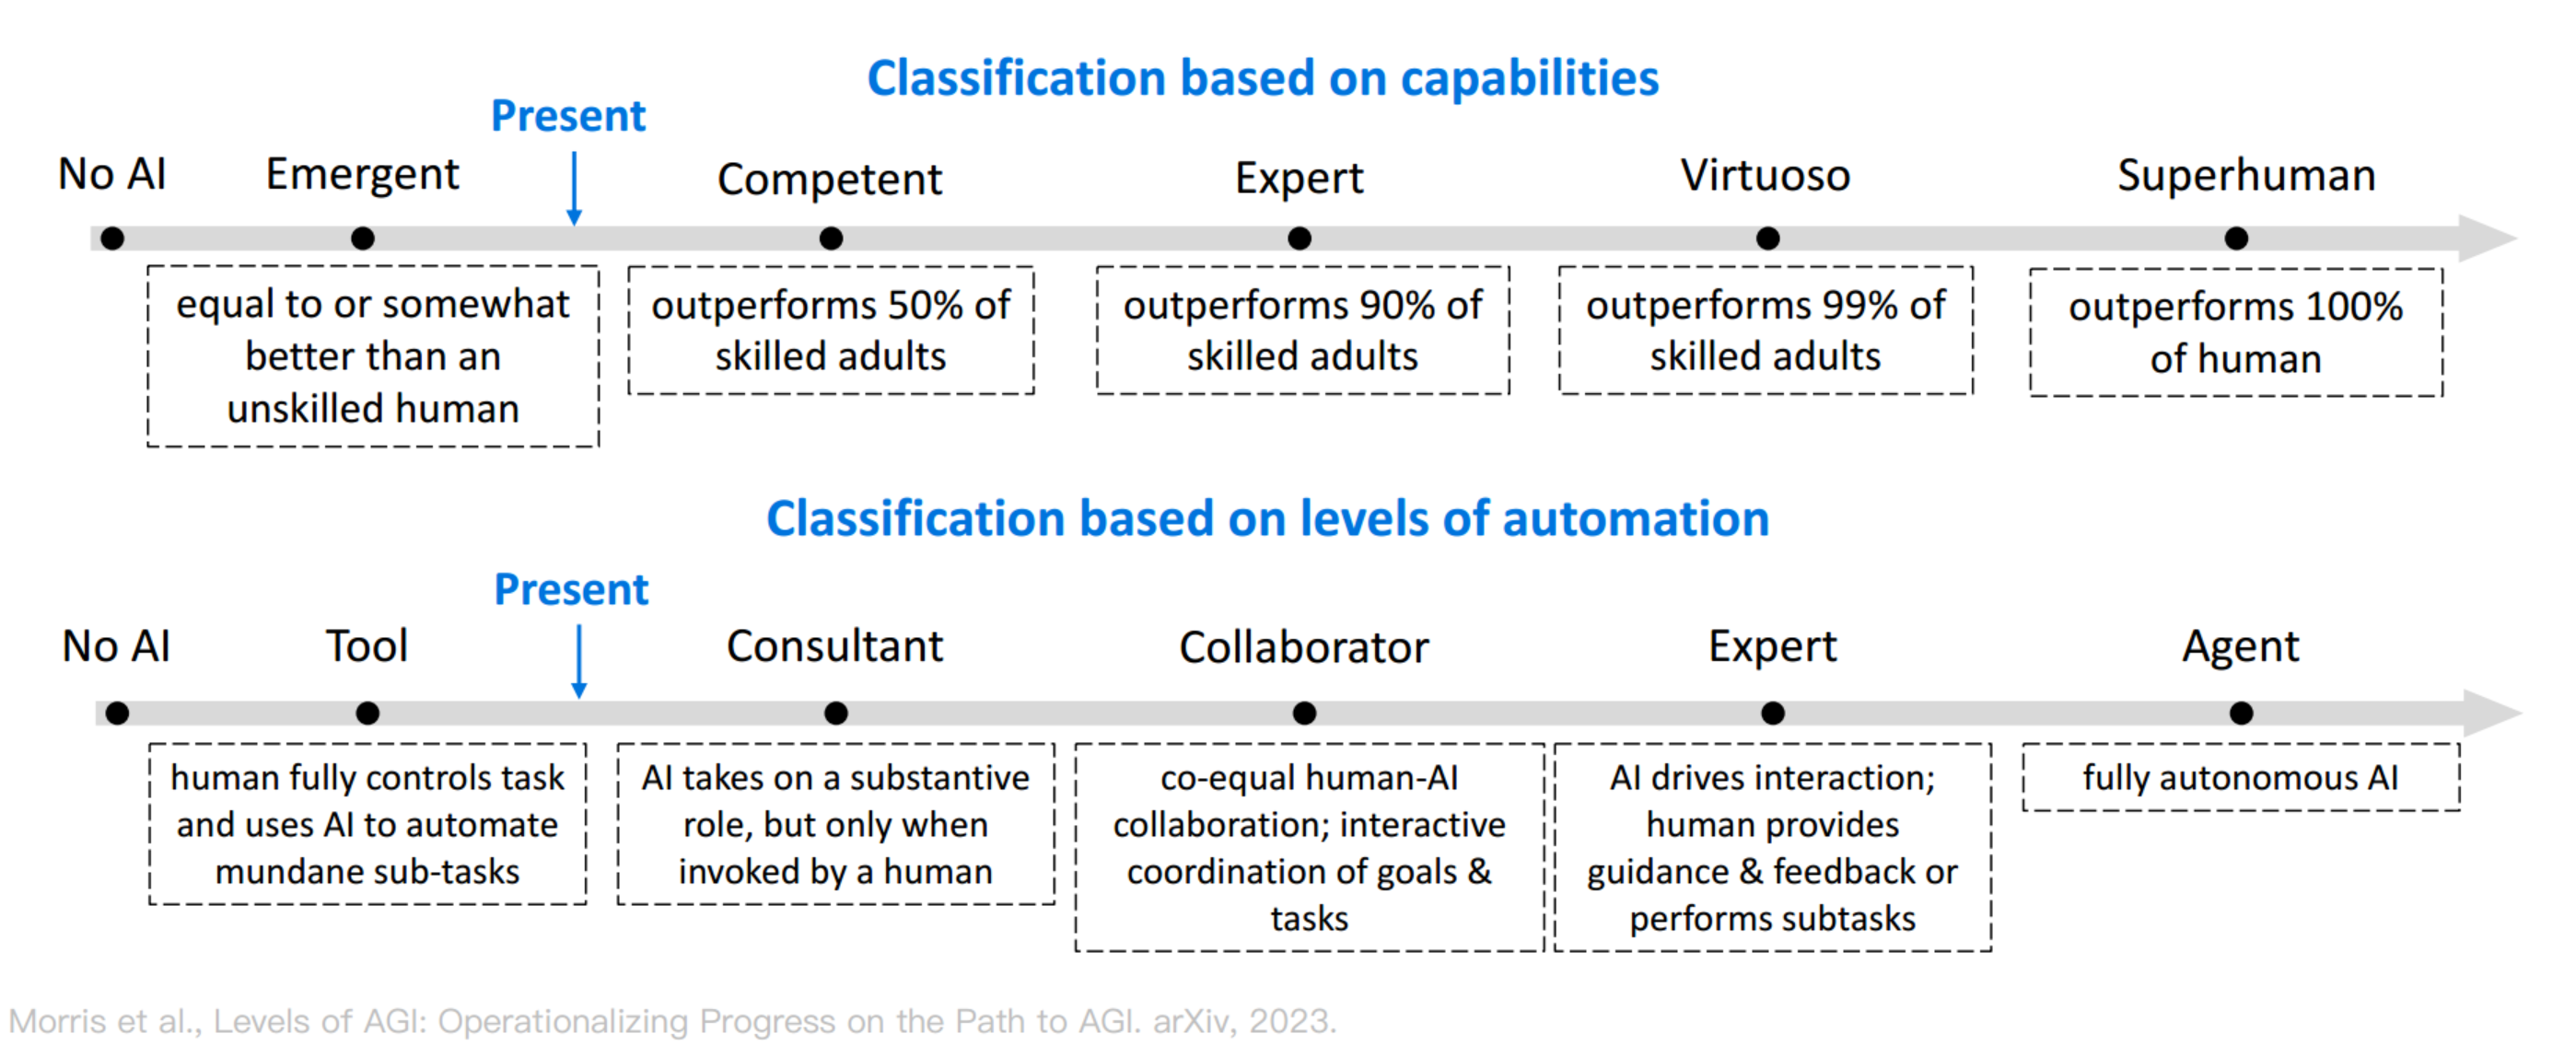 Classification based on capabilities
Present
No AI
Emergent
Competent
Expert
Virtuoso
Superhuman
equal to or somewhat
better than an
unskilled human
outperforms 50% of
skilled adults
outperforms 90% of
skilled adults
outperforms 99% of
skilled adults
outperforms 100%
of human
Classification based on levels of automation
Present
No AI
Tool
Consultant
Collaborator
Expert
Agent
human fully controls task
and uses AI to automate
mundane sub-tasks
AI takes on a substantive
role, but only when
invoked by a human
co-equal human-AI
collaboration; interactive
coordination of goals &
tasks
AI drives interaction;
human provides
guidance & feedback or
performs subtasks
fully autonomous AI
Morris et al., Levels of AGI: Operationalizing Progress on the Path to AGI. arXiv, 2023.